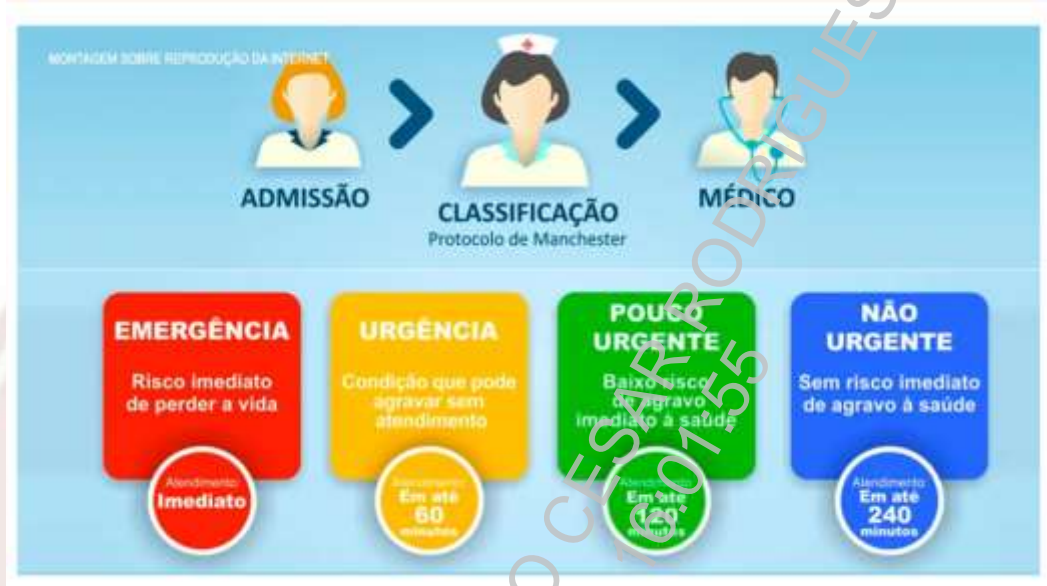 MONTAGEM SOBRE REPRODUÇÃO DA INTERNET
ADMISSÃO
CLASSIFICAÇÃO
Protocolo de Manchester
MÉDICO
EMERGÊNCIA
Risco imediato
de perder a vida
Atendimento
Imediato
URGÊNCIA
Condição que pode
agravar sem
atendimento
Atendimento
Em até
60
minutos
POUCO
URGENTE
Baixo risco
de agravo
imediato à saúde
Atendimento
Em até
120
minutos
NÃO
URGENTE
Sem risco imediato
de agravo à saúde
Atendimento
Em até
240
minutos
CESAR RODRIGUES